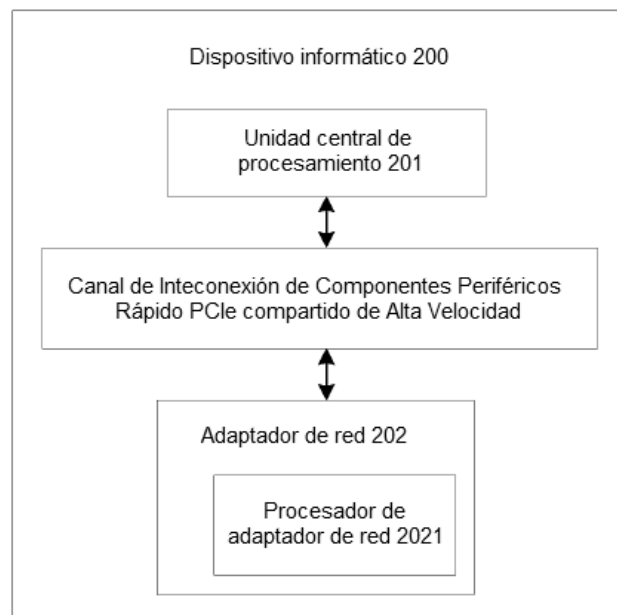 Dispositivo informático 200
Unidad central de
procesamiento 201
Canal de Inteconexión de Componentes Periféricos
Rápido PCIe compartido de Alta Velocidad
Adaptador de red 202
Procesador de
adaptador de red 2021